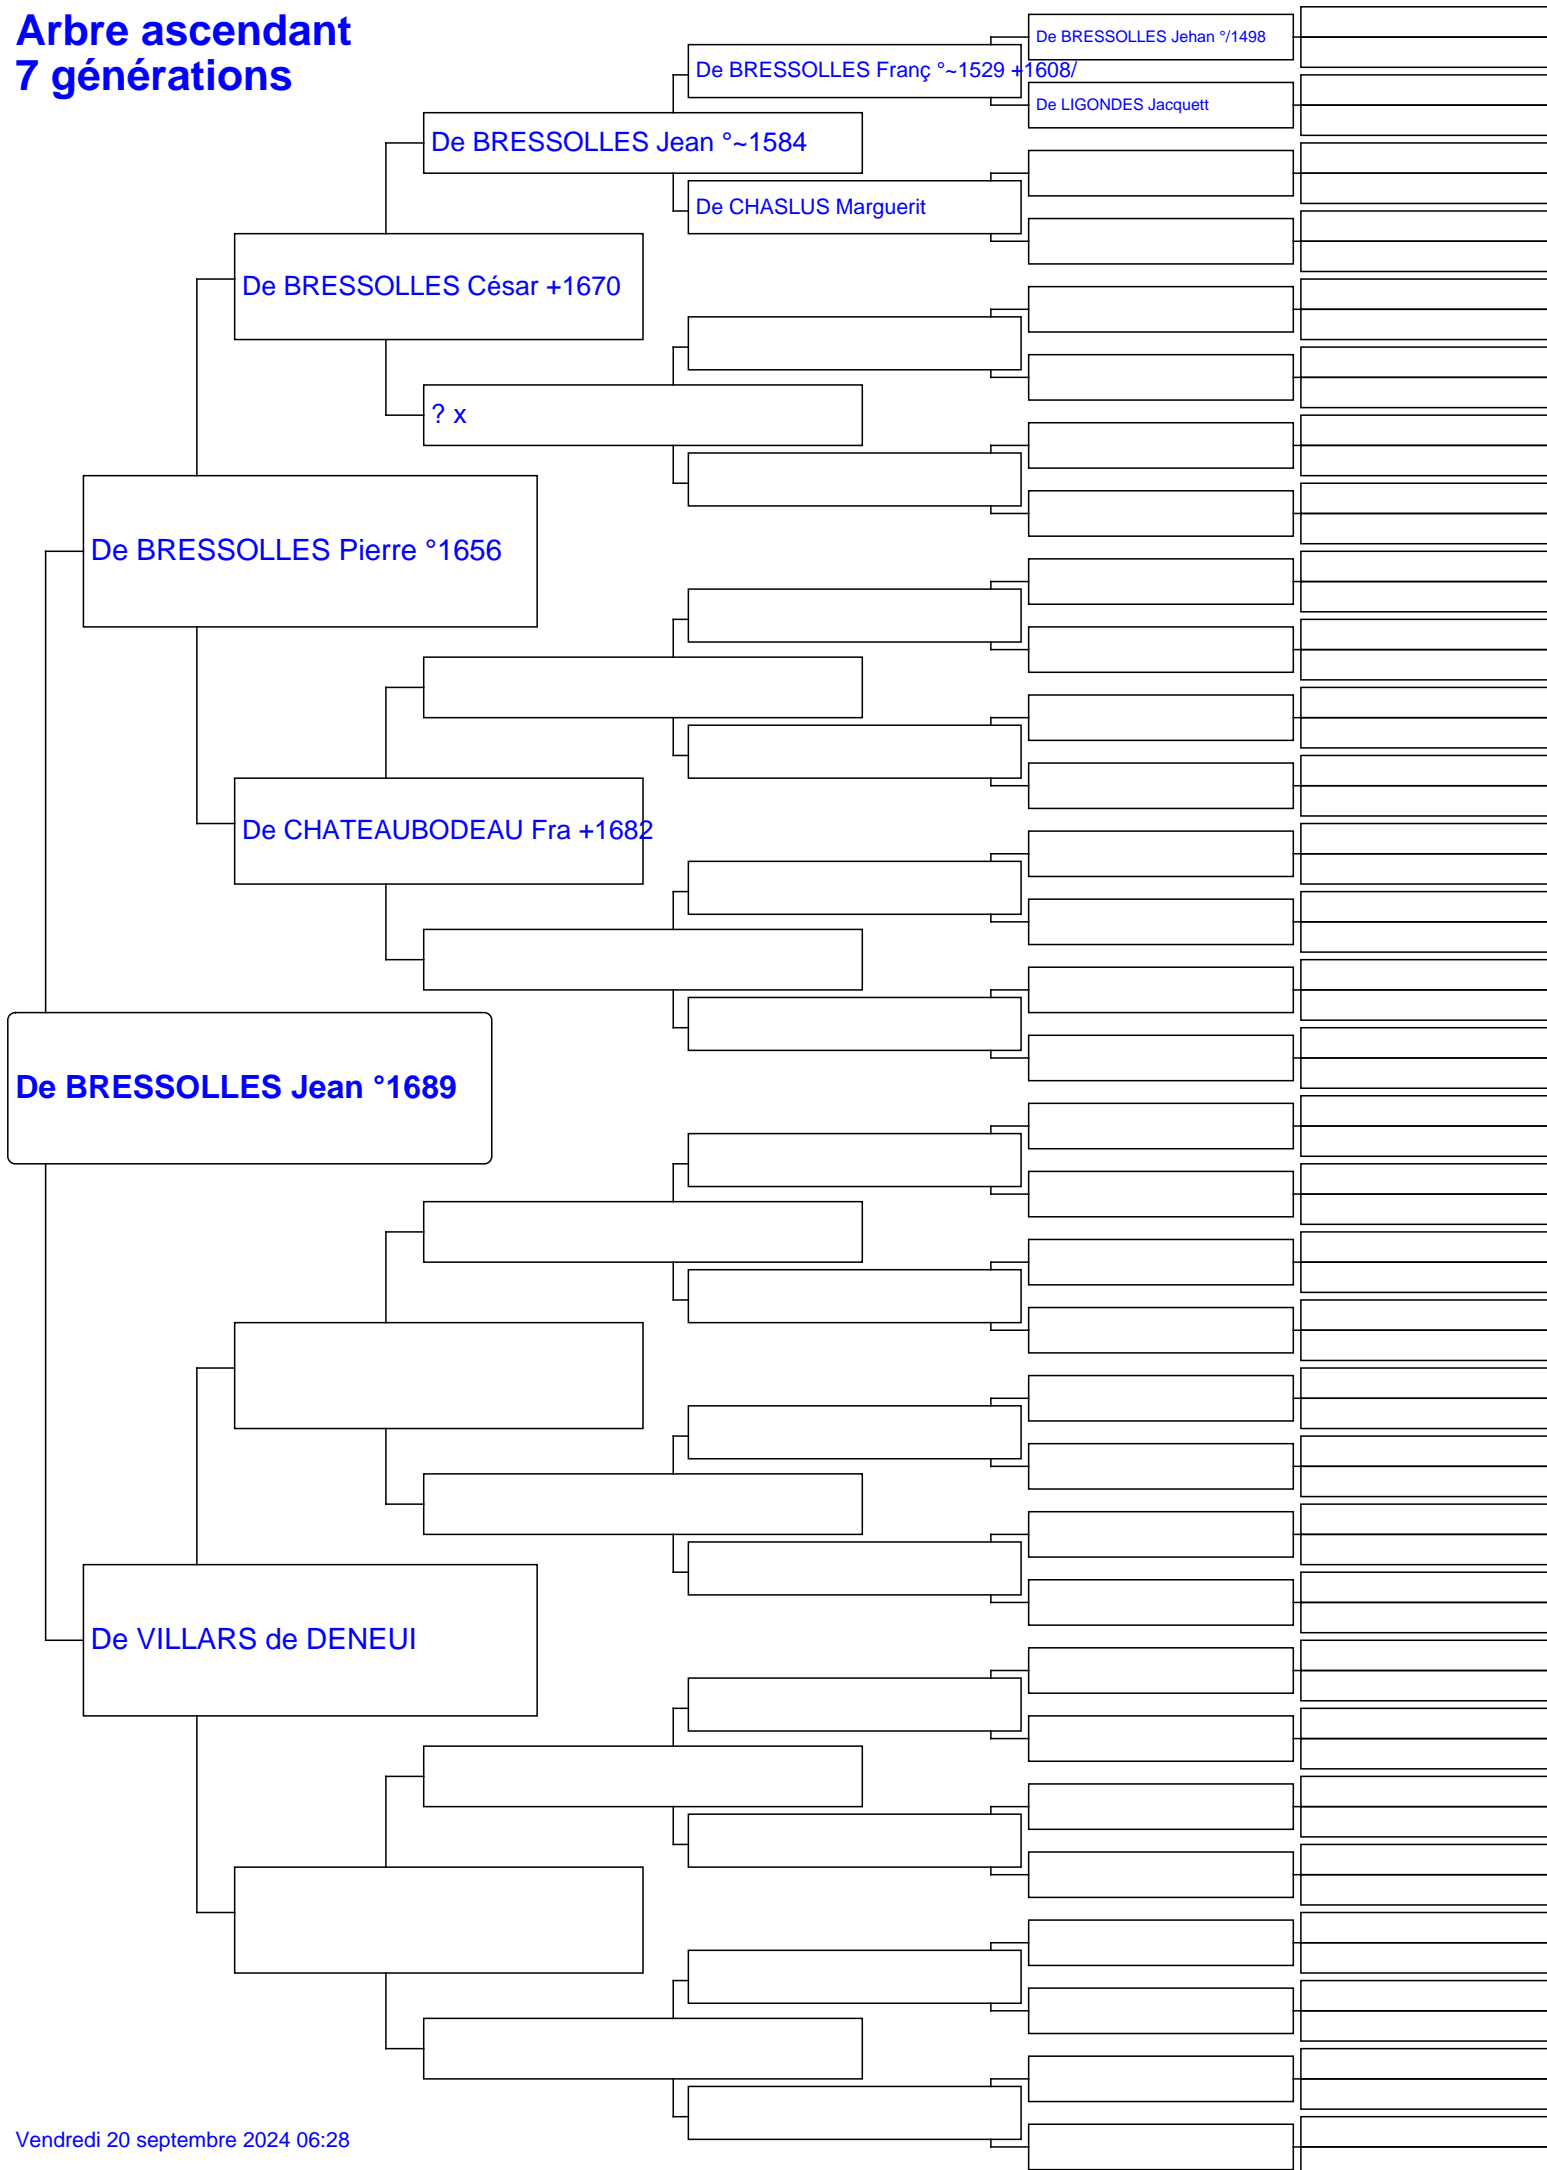 Arbre ascendant
7 générations
De BRESSOLLES Jehan °/1498
De BRESSOLLES Franç °~1529 +1608/
De LIGONDES Jacquett
De BRESSOLLES Jean °~1584
De CHASLUS Marguerit
De BRESSOLLES César +1670
? x
De BRESSOLLES Pierre °1656
De CHATEAUBODEAU Fra +1682
De BRESSOLLES Jean °1689
De VILLARS de DENEUI
Vendredi 20 septembre 2024 06:28